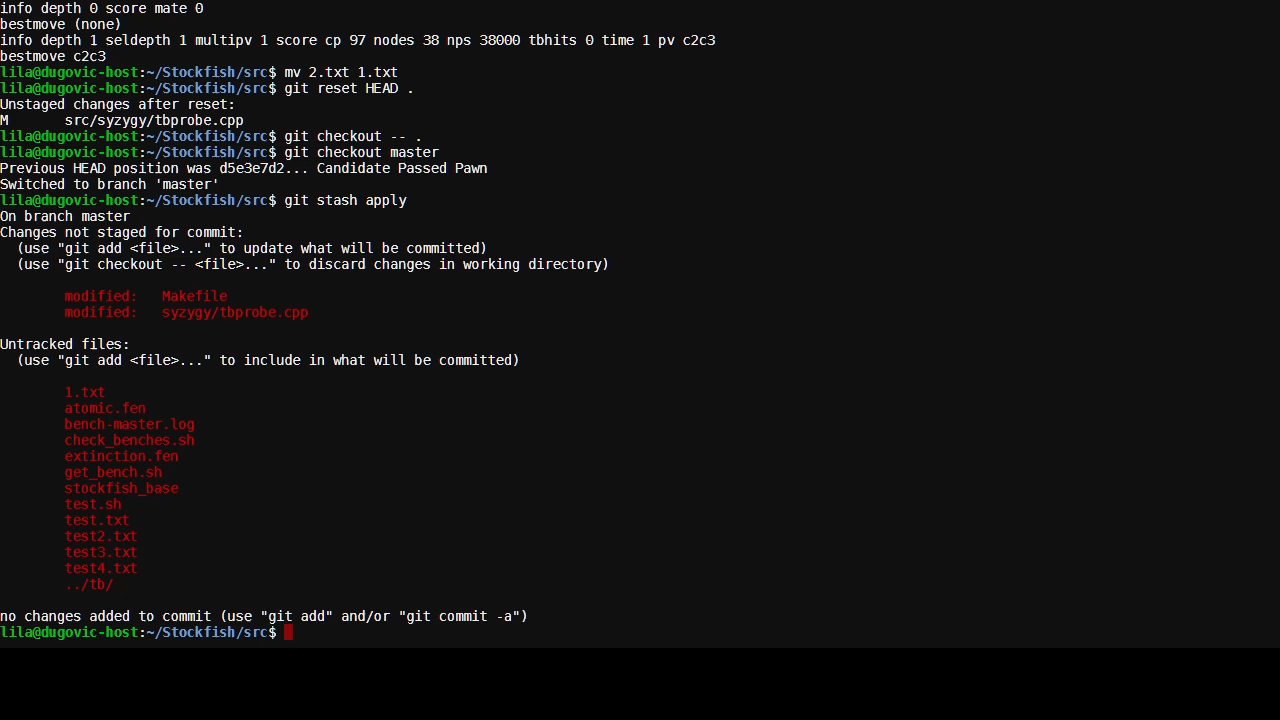 info depth 0 score mate 0
bestmove (none)
info depth 1 seldepth 1 multipv 1 score cp 97 nodes 38 nps 38000 tbhits 0 time 1 pv c2c3
bestmove c2c3
lila@dugovic-host:~/Stockfish/src$ mv 2.txt 1.txt
lila@dugovic-host:~/Stockfish/src$ git reset HEAD .
Unstaged changes after reset:
M       src/syzygy/tbprobe.cpp
lila@dugovic-host:~/Stockfish/src$ git checkout -- .
lila@dugovic-host:~/Stockfish/src$ git checkout master
Previous HEAD position was d5e3e7d2... Candidate Passed Pawn
Switched to branch 'master'
lila@dugovic-host:~/Stockfish/src$ git stash apply
On branch master
Changes not staged for commit:
  (use "git add <file>..." to update what will be committed)
  (use "git checkout -- <file>..." to discard changes in working directory)
        modified:   Makefile
        modified:   syzygy/tbprobe.cpp
Untracked files:
  (use "git add <file>..." to include in what will be committed)
        1.txt
        atomic.fen
        bench-master.log
        check_benches.sh
        extinction.fen
        get_bench.sh
        stockfish_base
        test.sh
        test.txt
        test2.txt
        test3.txt
        test4.txt
        ../tb/
no changes added to commit (use "git add" and/or "git commit -a")
lila@dugovic-host:~/Stockfish/src$